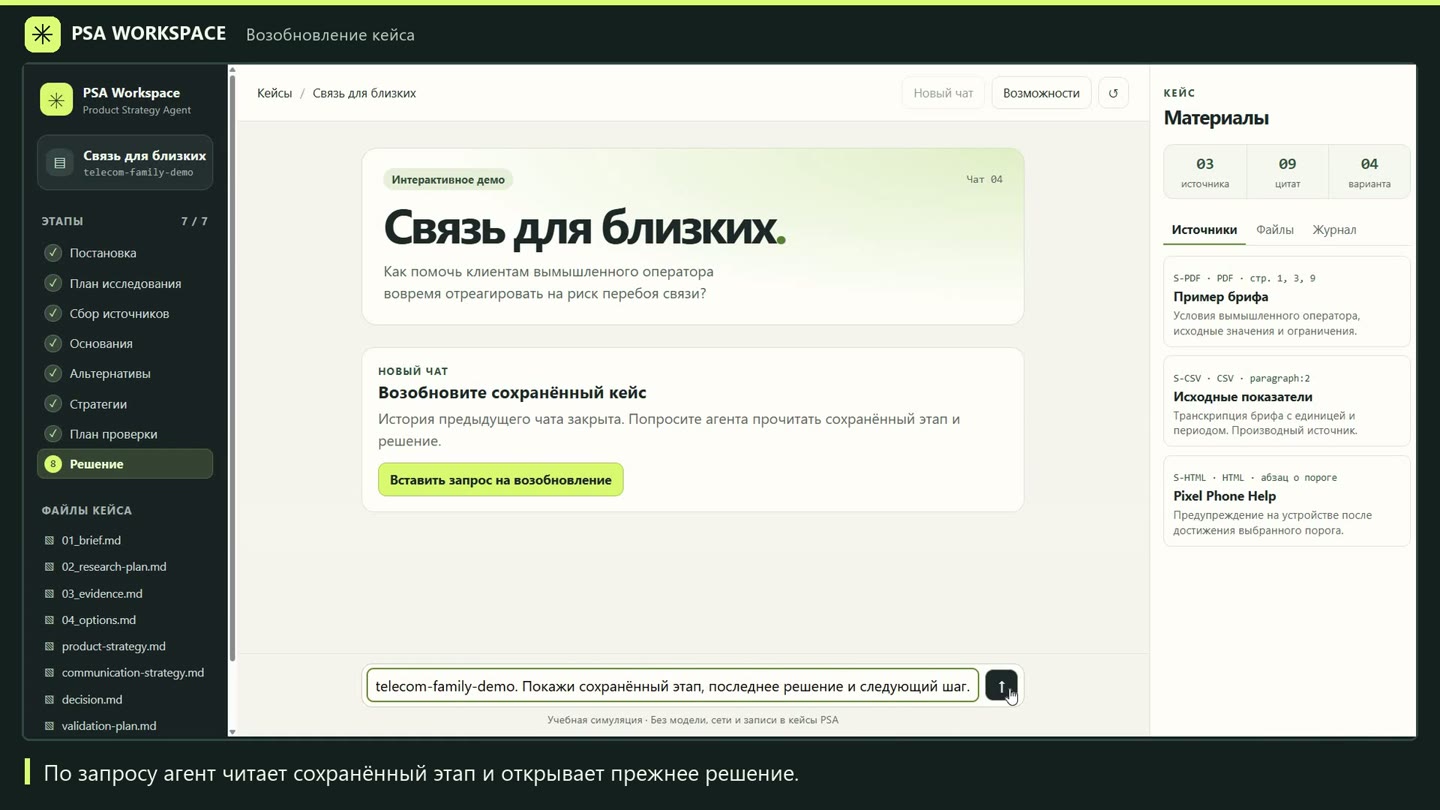 PSA WORKSPACE Возобновление кейса
PSA Workspace
Product Strategy Agent
Связь для близких
telecom-family-demo
ЭТАПЫ 7 / 7
Постановка
План исследования
Сбор источников
Основания
Альтернативы
Стратегии
План проверки
8 Решение
ФАЙЛЫ КЕЙСА
01_brief.md
02_research-plan.md
03_evidence.md
04_options.md
product-strategy.md
communication-strategy.md
decision.md
validation-plan.md
Кейсы / Связь для близких
Новый чат Возможности
Интерактивное демо Чат 04
Связь для близких.
Как помочь клиентам вымышленного оператора
вовремя отреагировать на риск перебоя связи?
НОВЫЙ ЧАТ
Возобновите сохранённый кейс
История предыдущего чата закрыта. Попросите агента прочитать сохранённый этап и
решение.
Вставить запрос на возобновление
telecom-family-demo. Покажи сохранённый этап, последнее решение и следующий шаг.
Учебная симуляция · Без модели, сети и записи в кейсы PSA
КЕЙС
Материалы
03 09 04
источника цитат варианта
Источники Файлы Журнал
S-PDF · PDF · стр. 1, 3, 9
Пример брифа
Условия вымышленного оператора,
исходные значения и ограничения.
S-CSV · CSV · paragraph:2
Исходные показатели
Транскрипция брифа с единицей и
периодом. Производный источник.
S-HTML · HTML · абзац о пороге
Pixel Phone Help
Предупреждение на устройстве после
достижения выбранного порога.
По запросу агент читает сохранённый этап и открывает прежнее решение.